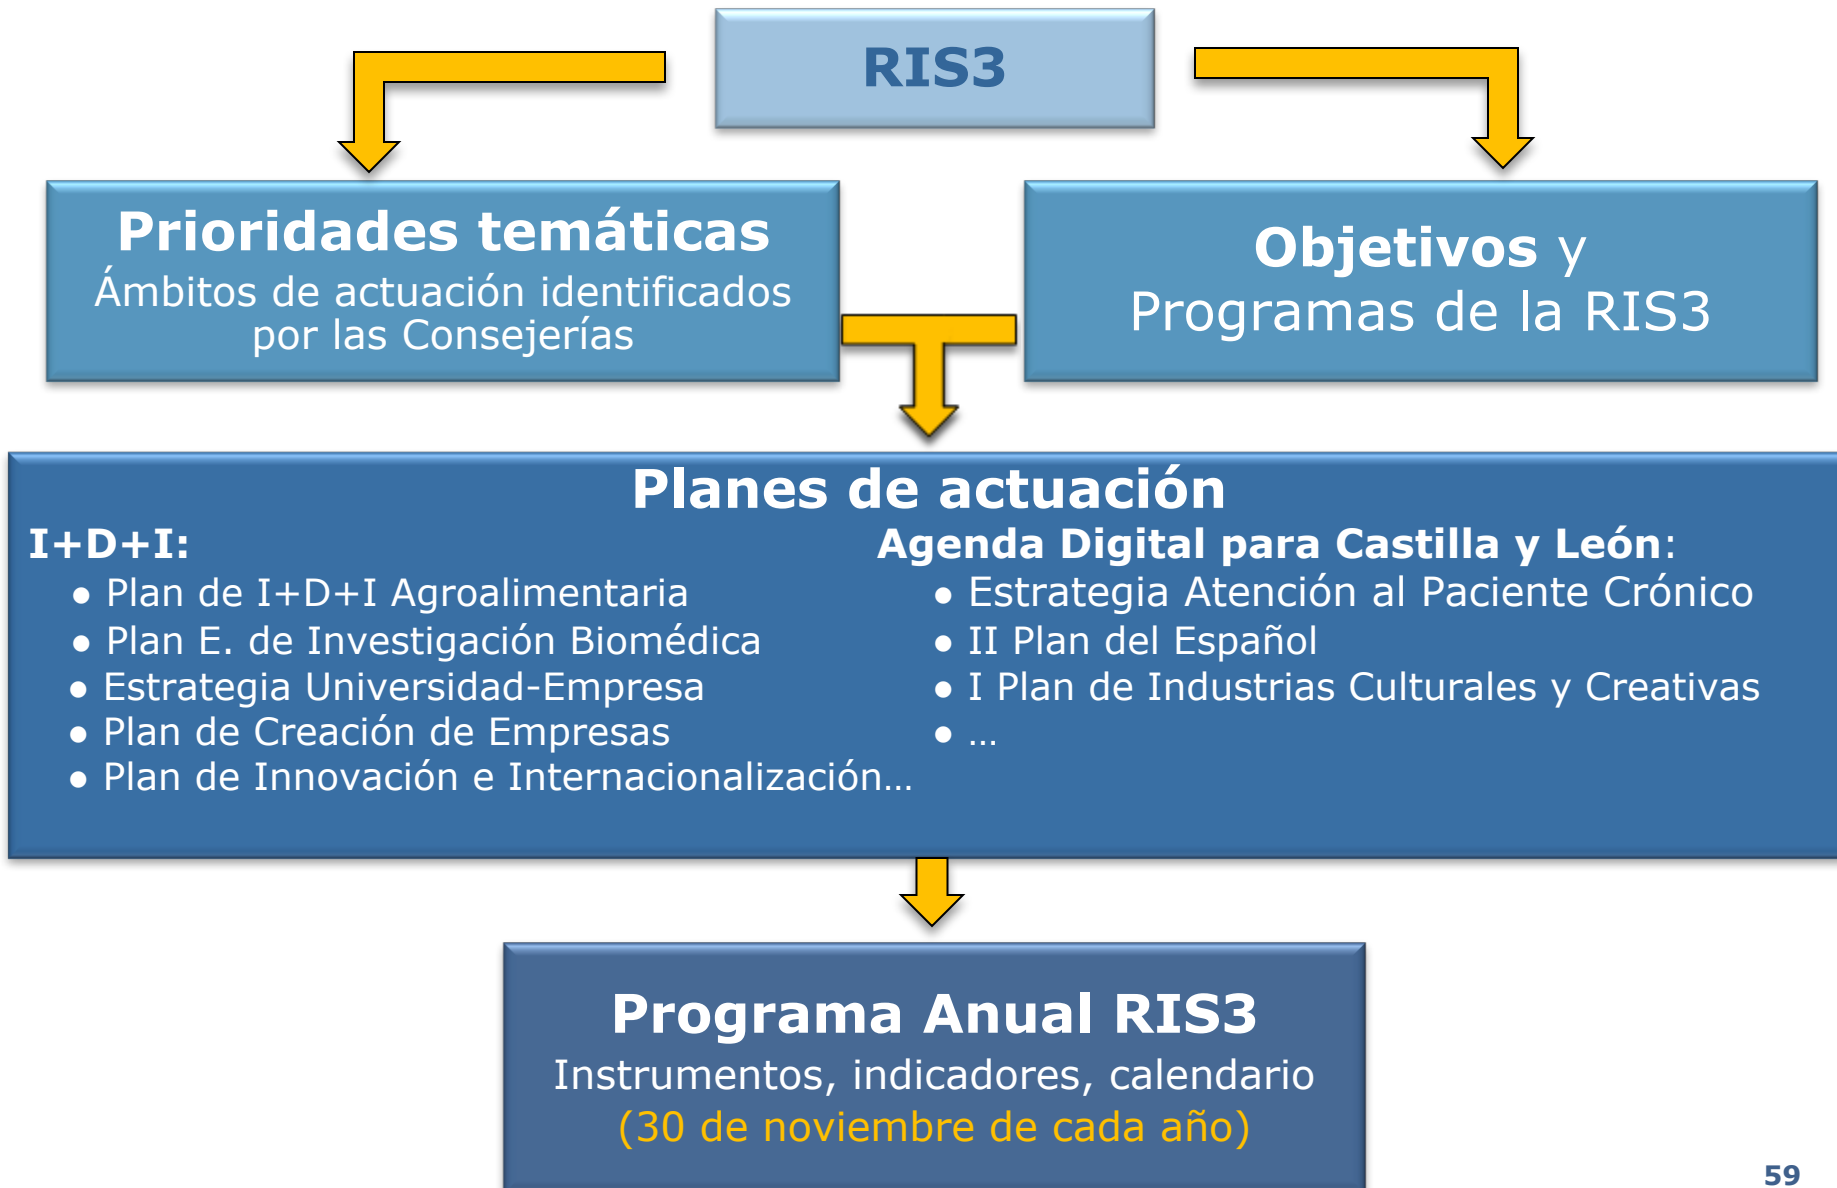 RIS3
Prioridades temáticas
Ámbitos de actuación identificados
por las Consejerías
Objetivos y
Programas de la RIS3
Planes de actuación
I+D+I:
● Plan de I+D+I Agroalimentaria
● Plan E. de Investigación Biomédica
● Estrategia Universidad-Empresa
● Plan de Creación de Empresas
● Plan de Innovación e Internacionalización…
Agenda Digital para Castilla y León:
● Estrategia Atención al Paciente Crónico
● II Plan del Español
● I Plan de Industrias Culturales y Creativas
● …
Programa Anual RIS3
Instrumentos, indicadores, calendario
(30 de noviembre de cada año)
59